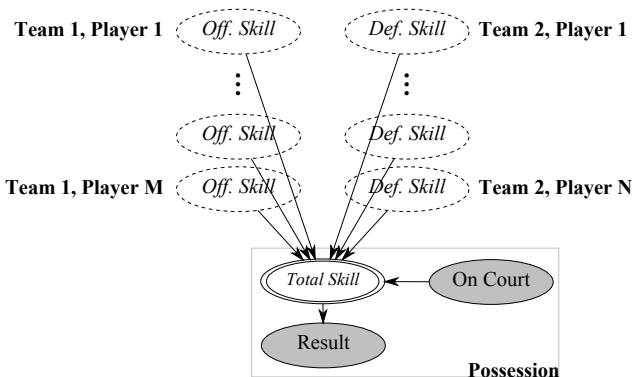 Team 1, Player 1 Off. Skill Def. Skill Team 2, Player 1
Off. Skill Def. Skill
Team 1, Player M Off. Skill Def. Skill Team 2, Player N
Total Skill On Court
Result
Possession